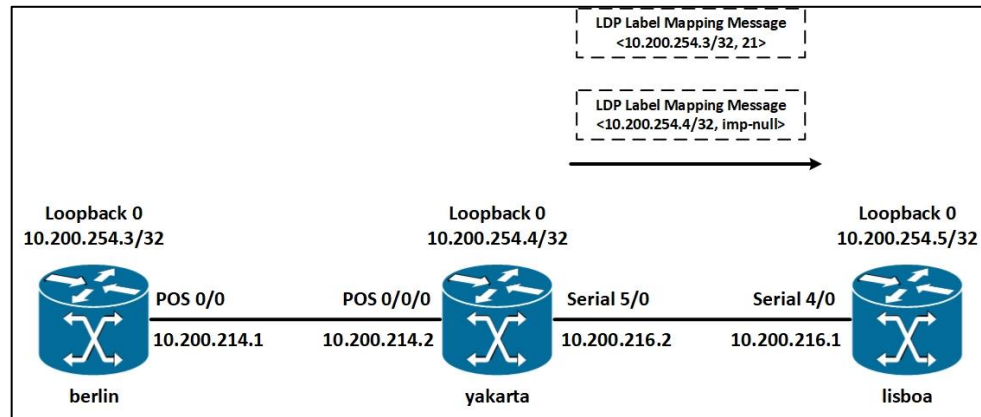 LDP Label Mapping Message
<10.200.254.3/32, 21>
LDP Label Mapping Message
<10.200.254.4/32, imp-null>
Loopback 0
10.200.254.3/32
Loopback 0
10.200.254.4/32
Loopback 0
10.200.254.5/32
POS 0/0
POS 0/0/0
Serial 5/0
Serial 4/0
10.200.214.1
10.200.214.2
10.200.216.2
10.200.216.1
berlin
yakarta
lisboa